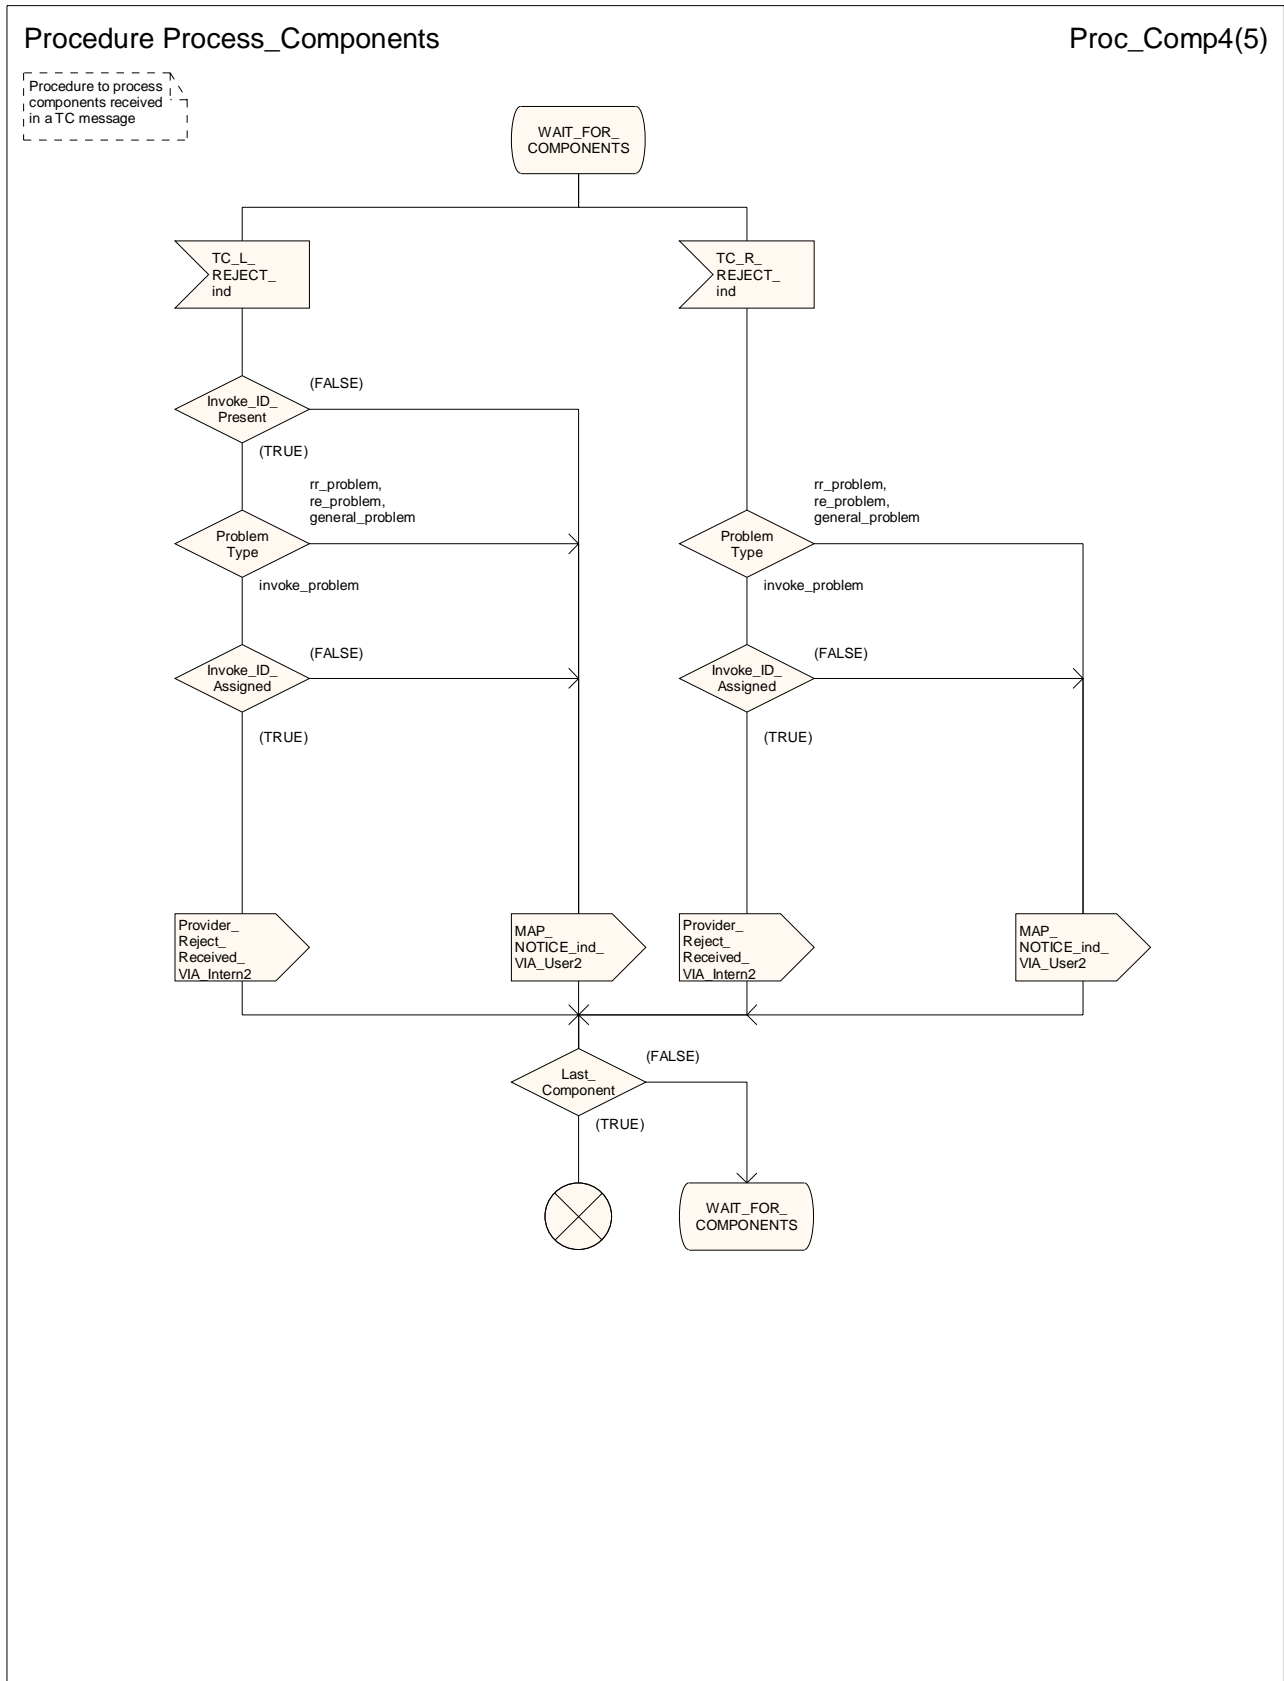 Procedure Process_Components
Proc_Comp4(5)
Procedure to process
components received
in a TC message
WAIT_FOR_
COMPONENTS
TC_L_
REJECT_
ind
TC_R_
REJECT_
ind
Invoke_ID_
Present
(FALSE)
(TRUE)
rr_problem,
re_problem,
general_problem
Problem
Type
invoke_problem
rr_problem,
re_problem,
general_problem
Problem
Type
invoke_problem
Invoke_ID_
Assigned
(FALSE)
(TRUE)
Invoke_ID_
Assigned
(FALSE)
(TRUE)
Provider_
Reject_
Received_
VIA_Intern2
MAP_
NOTICE_ind_
VIA_User2
Provider_
Reject_
Received_
VIA_Intern2
MAP_
NOTICE_ind_
VIA_User2
Last_
Component
(FALSE)
(TRUE)
WAIT_FOR_
COMPONENTS